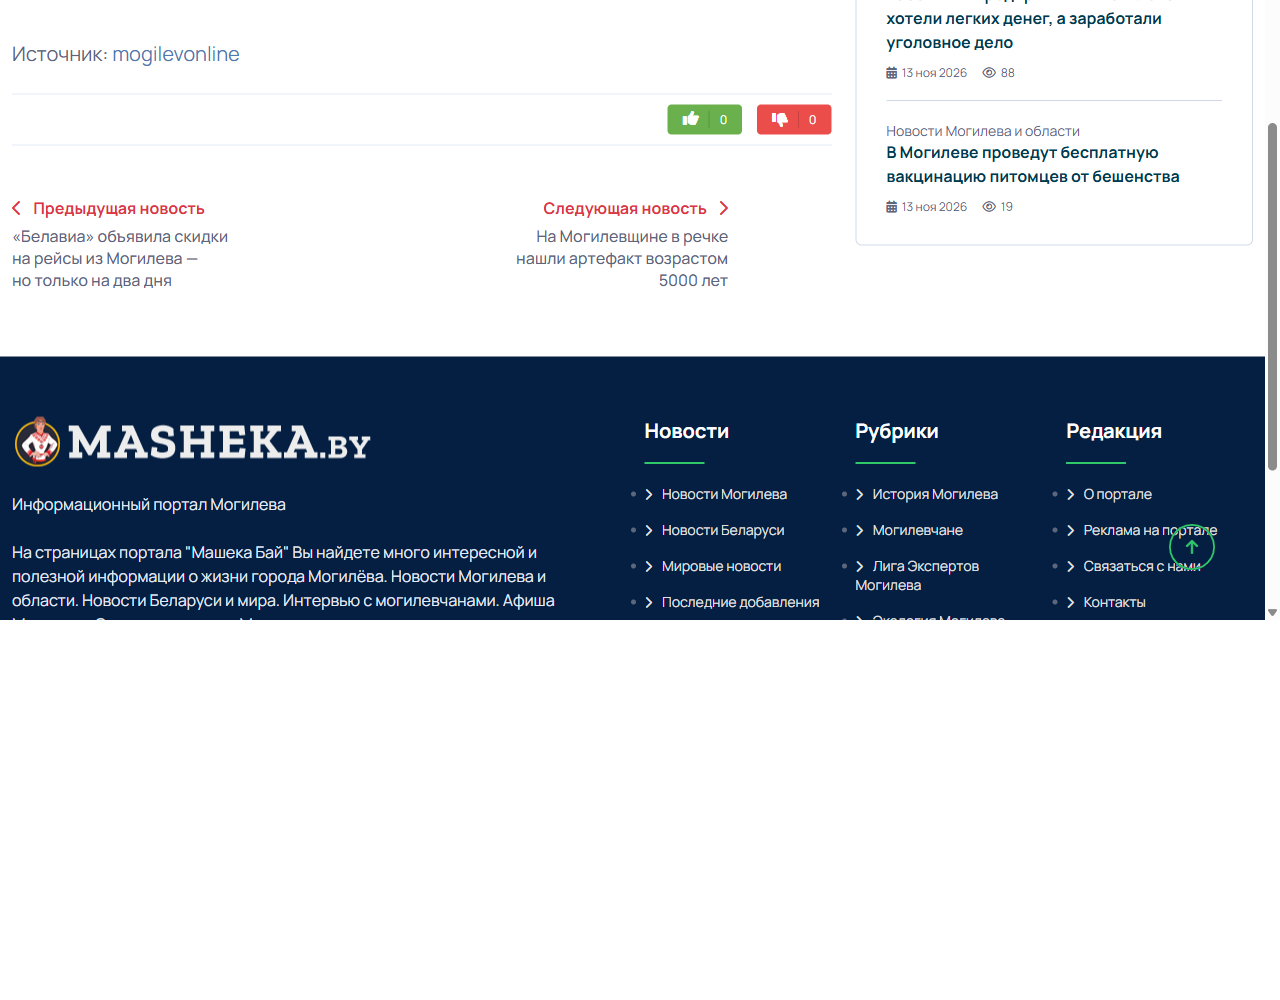 Источник: mogilevonline
0
0
Предыдущая новость
«Белавиа» объявила скидки
на рейсы из Могилева —
но только на два дня
Следующая новость
На Могилевщине в речке
нашли артефакт возрастом
5000 лет
хотели легких денег, а заработали
уголовное дело
13 ноя 2026 88
Новости Могилева и области
В Могилеве проведут бесплатную
вакцинацию питомцев от бешенства
13 ноя 2026 19
MASHEKA.BY
Информационный портал Могилева
На страницах портала "Машека Бай" Вы найдете много интересной и
полезной информации о жизни города Могилёва. Новости Могилева и
области. Новости Беларуси и мира. Интервью с могилевчанами. Афиша
Новости
Новости Могилева
Новости Беларуси
Мировые новости
Последние добавления
Рубрики
История Могилева
Могилевчане
Лига Экспертов
Могилева
Экология Могилева
Редакция
О портале
Реклама на портале
Связаться с нами
Контакты